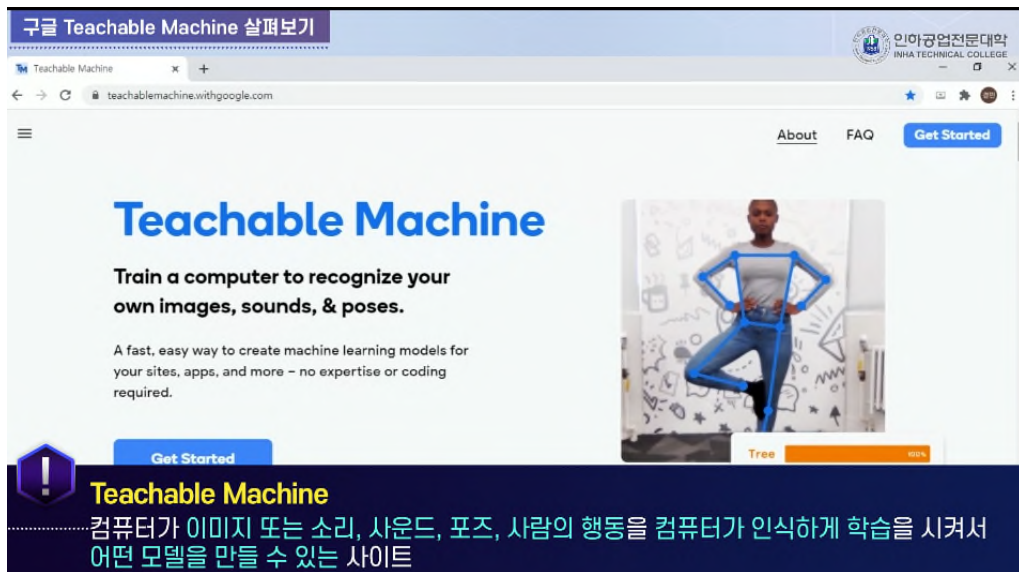 구글 Teachable Machine 살펴보기
인하공업전문대학
INHA TECHNICAL COLLEGE
Teachable Machine
teachablemachine.withgoogle.com
About FAQ Get Started
Teachable Machine
Train a computer to recognize your
own images, sounds, & poses.
A fast, easy way to create machine learning models for
your sites, apps, and more – no expertise or coding
required.
Get Started
Tree 100%
Teachable Machine
컴퓨터가 이미지 또는 소리, 사운드, 포즈, 사람의 행동을 컴퓨터가 인식하게 학습을 시켜서
어떤 모델을 만들 수 있는 사이트